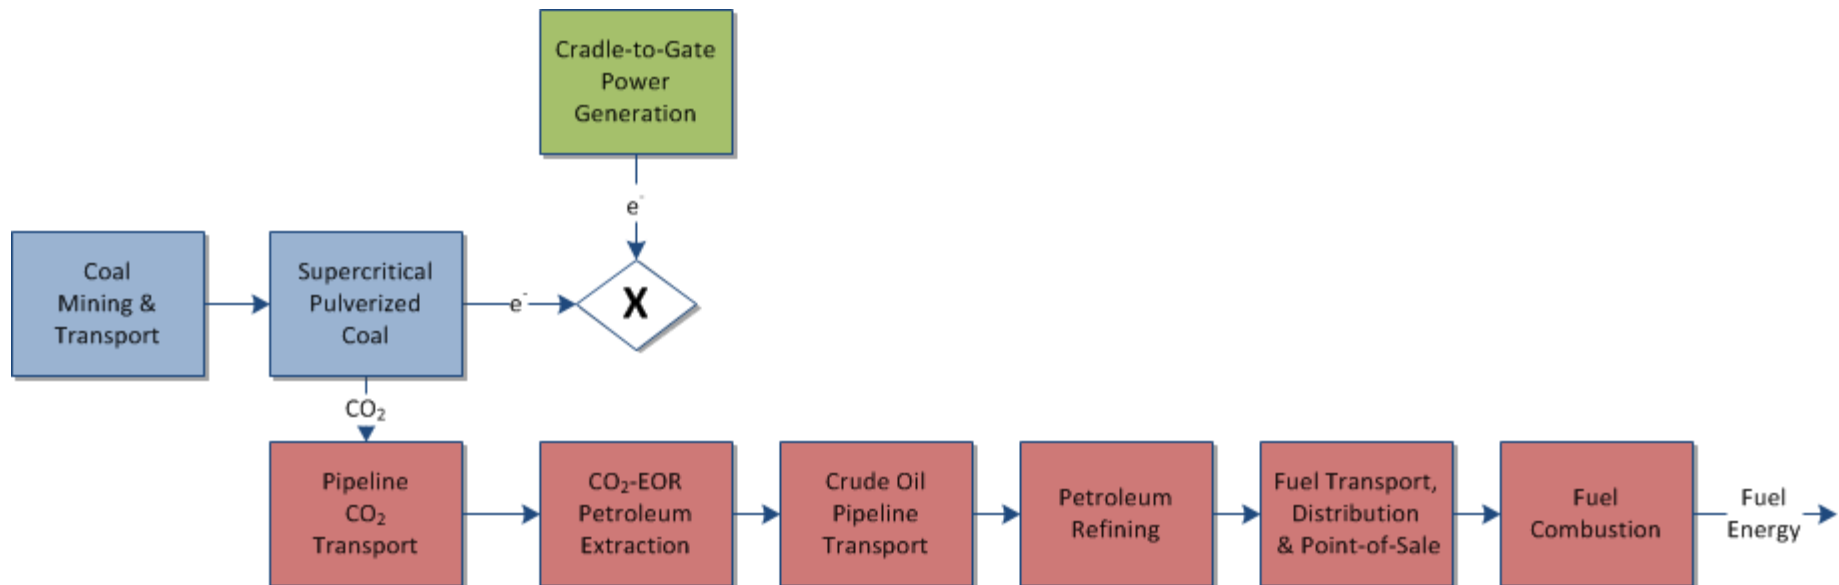 Cradle-to-Gate
Power
Generation
e⁻
Coal
Mining &
Transport
Supercritical
Pulverized
Coal
e⁻
X
CO₂
Pipeline
CO₂
Transport
CO₂-EOR
Petroleum
Extraction
Crude Oil
Pipeline
Transport
Petroleum
Refining
Fuel Transport,
Distribution
& Point-of-Sale
Fuel
Combustion
Fuel
Energy